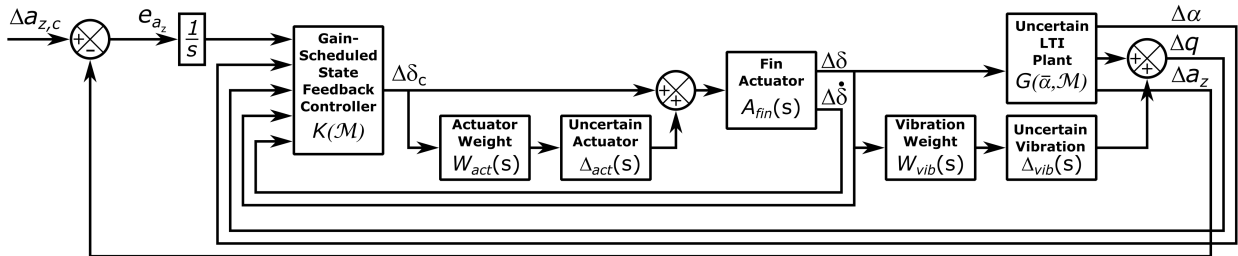 Δa_{z,c}
e_{a_z}
1
s
+
−
Gain-
Scheduled
State
Feedback
Controller
K(ℳ)
Δδ_c
Actuator
Weight
W_{act}(s)
Uncertain
Actuator
Δ_{act}(s)
+
+
Fin
Actuator
A_{fin}(s)
Δδ
Δδ̇
Vibration
Weight
W_{vib}(s)
Uncertain
Vibration
Δ_{vib}(s)
Uncertain
LTI
Plant
G(ᾱ,ℳ)
+
+
Δα
Δq
Δa_z